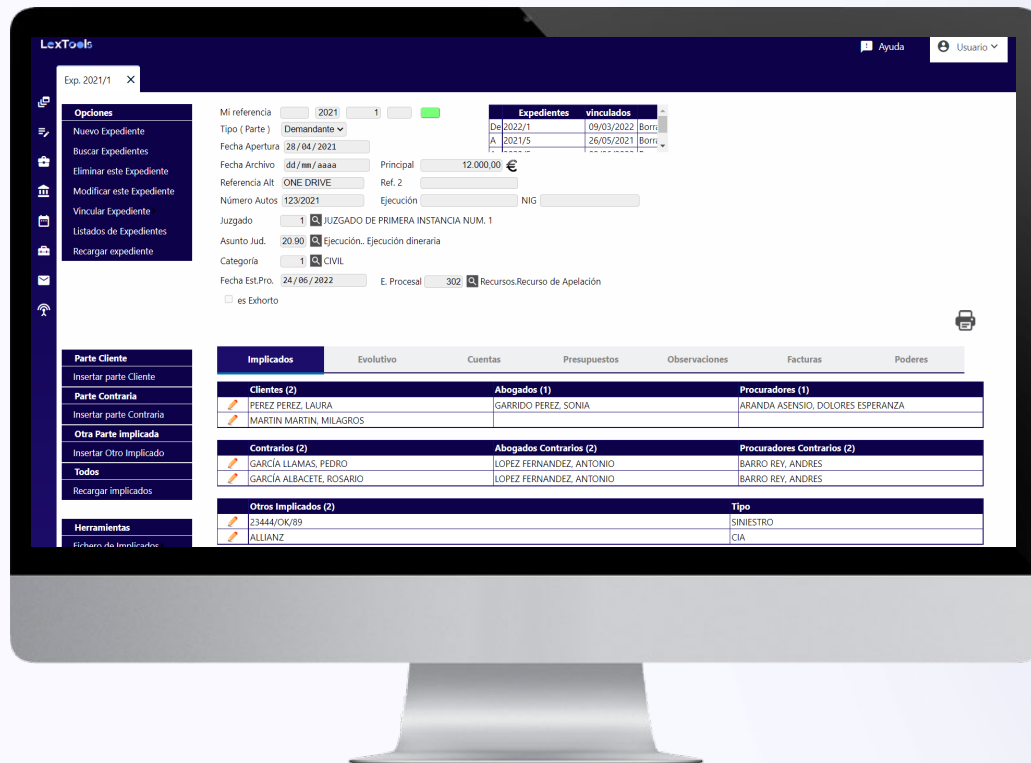 LexTools
Ayuda
Usuario
Exp. 2021/1 X
Opciones
Nuevo Expediente
Buscar Expedientes
Eliminar este Expediente
Modificar este Expediente
Vincular Expediente
Listados de Expedientes
Recargar expediente
Mi referencia 2021 1
Tipo ( Parte ) Demandante
Fecha Apertura 28/04/2021
Fecha Archivo dd/mm/aaaa Principal 12.000,00 €
Referencia Alt ONE DRIVE Ref. 2
Número Autos 123/2021 Ejecución NIG
Juzgado 1 JUZGADO DE PRIMERA INSTANCIA NUM. 1
Asunto Jud. 20.90 Ejecución.. Ejecución dineraria
Categoría 1 CIVIL
Fecha Est.Pro. 24/06/2022 E. Procesal 302 Recursos.Recurso de Apelación
es Exhorto
Expedientes vinculados
De 2022/1 09/03/2022 Borra
A 2021/5 26/05/2021 Borra
Parte Cliente
Insertar parte Cliente
Parte Contraria
Insertar parte Contraria
Otra Parte implicada
Insertar Otro Implicado
Todos
Recargar implicados
Herramientas
Fichero de Implicados
Implicados Evolutivo Cuentas Presupuestos Observaciones Facturas Poderes
Clientes (2) Abogados (1) Procuradores (1)
PEREZ PEREZ, LAURA GARRIDO PEREZ, SONIA ARANDA ASENSIO, DOLORES ESPERANZA
MARTIN MARTIN, MILAGROS
Contrarios (2) Abogados Contrarios (2) Procuradores Contrarios (2)
GARCÍA LLAMAS, PEDRO LOPEZ FERNANDEZ, ANTONIO BARRO REY, ANDRES
GARCÍA ALBACETE, ROSARIO LOPEZ FERNANDEZ, ANTONIO BARRO REY, ANDRES
Otros Implicados (2) Tipo
23444/OK/89 SINIESTRO
ALLIANZ CIA